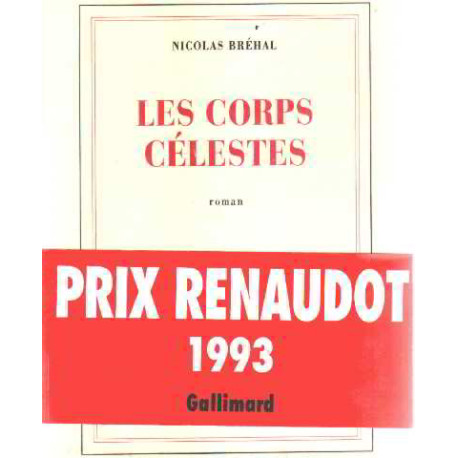 NICOLAS BRÉHAL
LES CORPS
CÉLESTES
roman
PRIX RENAUDOT
1993
Gallimard